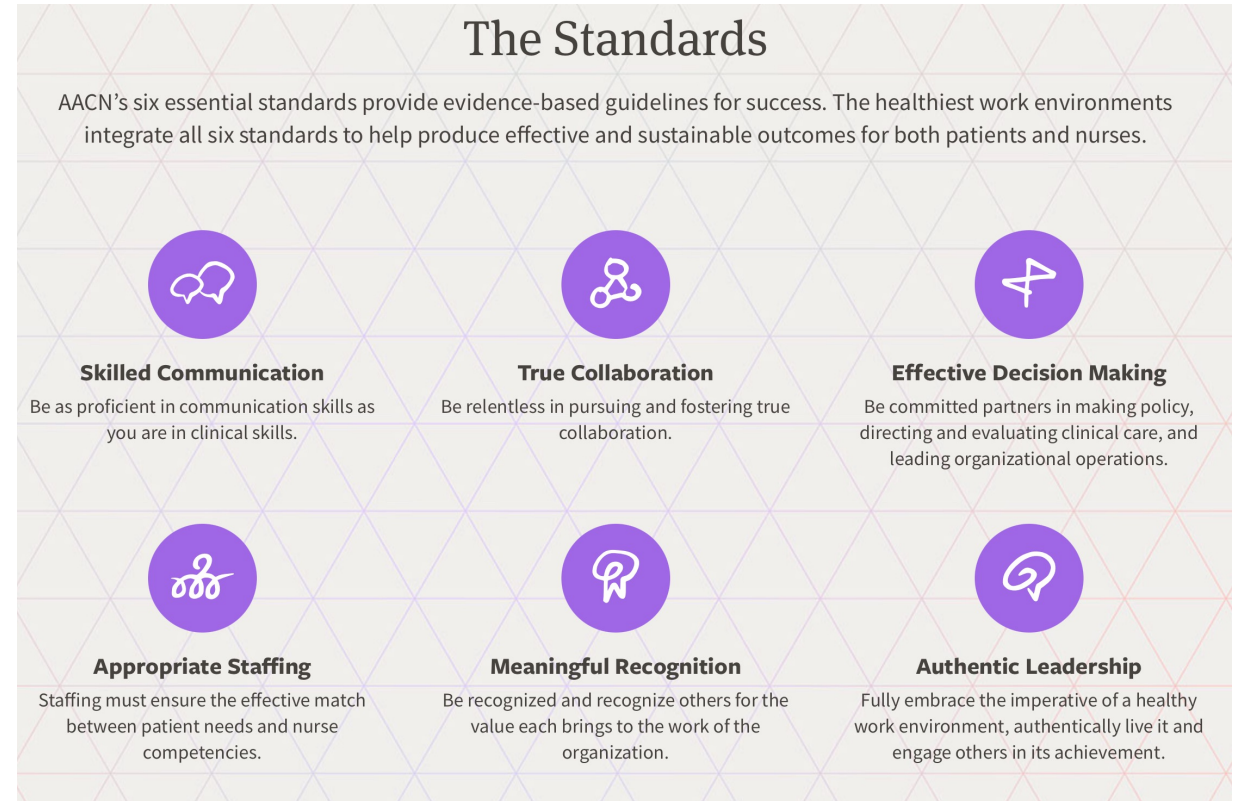 The Standards
AACN’s six essential standards provide evidence-based guidelines for success. The healthiest work environments
integrate all six standards to help produce effective and sustainable outcomes for both patients and nurses.
Skilled Communication
Be as proficient in communication skills as
you are in clinical skills.
True Collaboration
Be relentless in pursuing and fostering true
collaboration.
Effective Decision Making
Be committed partners in making policy,
directing and evaluating clinical care, and
leading organizational operations.
Appropriate Staffing
Staffing must ensure the effective match
between patient needs and nurse
competencies.
Meaningful Recognition
Be recognized and recognize others for the
value each brings to the work of the
organization.
Authentic Leadership
Fully embrace the imperative of a healthy
work environment, authentically live it and
engage others in its achievement.